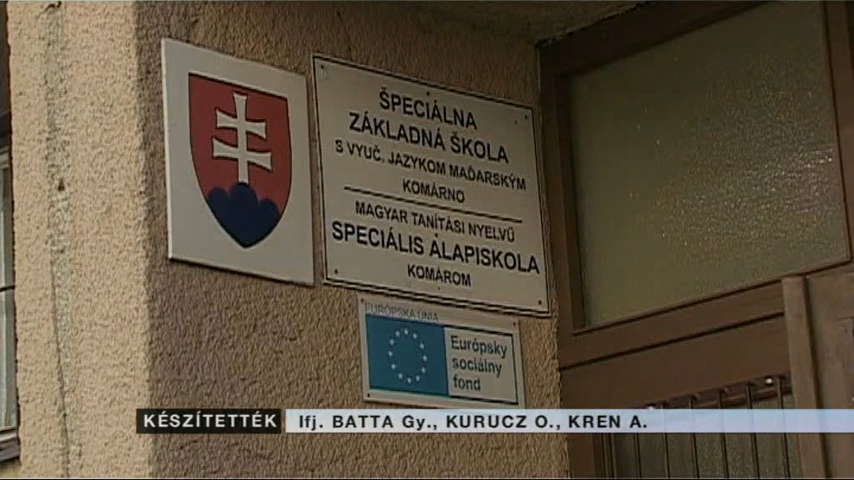 ŠPECIÁLNA
ZÁKLADNÁ ŠKOLA
S VYUČ. JAZYKOM MAĎARSKÝM
KOMÁRNO
MAGYAR TANÍTÁSI NYELVŰ
SPECIÁLIS ALAPISKOLA
KOMÁROM
EURÓPSKA ÚNIA
Európsky
sociálny
fond
KÉSZÍTETTÉK Ifj. BATTA Gy., KURUCZ O., KREN A.